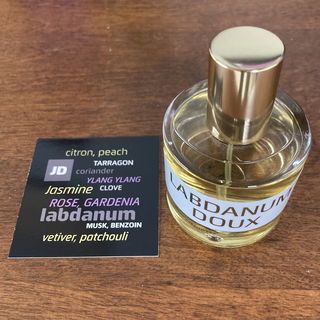 citron, peach
TARRAGON
JD coriander
YLANG YLANG
Jasmine CLOVE
ROSE, GARDENIA
labdanum
MUSK, BENZOIN
vetiver, patchouli
LABDANUM
DOUX